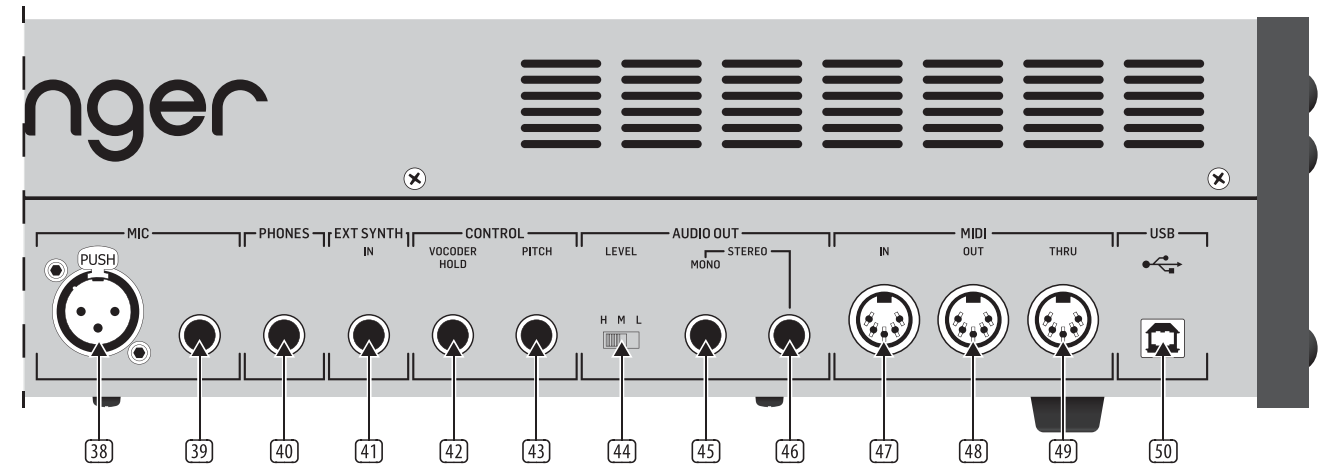 nger
MIC
PHONES
EXT SYNTH
CONTROL
AUDIO OUT
MIDI
USB
PUSH
IN
VOCODER
HOLD
PITCH
LEVEL
MONO
STEREO
IN
OUT
THRU
H M L
38 39 40 41 42 43 44 45 46 47 48 49 50